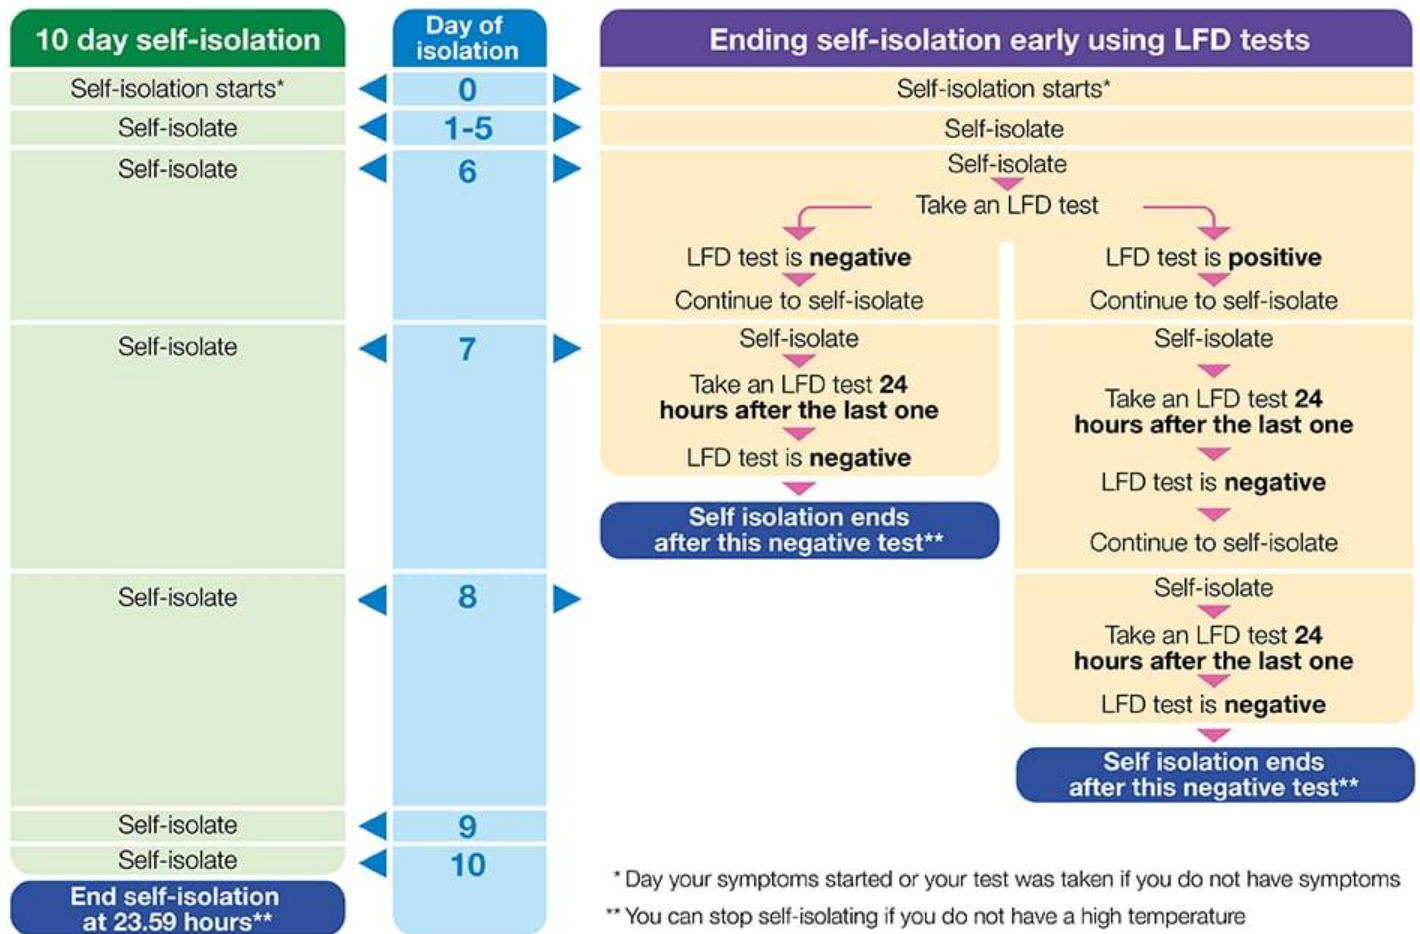 10 day self-isolation
Day of
isolation
Ending self-isolation early using LFD tests
Self-isolation starts*
0
Self-isolation starts*
Self-isolate
1-5
Self-isolate
Self-isolate
6
Self-isolate
Take an LFD test
LFD test is negative
LFD test is positive
Continue to self-isolate
Continue to self-isolate
Self-isolate
7
Self-isolate
Take an LFD test 24
hours after the last one
LFD test is negative
Self isolation ends
after this negative test**
Self-isolate
Take an LFD test 24
hours after the last one
LFD test is negative
Continue to self-isolate
Self-isolate
8
Self-isolate
Take an LFD test 24
hours after the last one
LFD test is negative
Self isolation ends
after this negative test**
Self-isolate
9
Self-isolate
10
End self-isolation
at 23.59 hours**
* Day your symptoms started or your test was taken if you do not have symptoms
** You can stop self-isolating if you do not have a high temperature